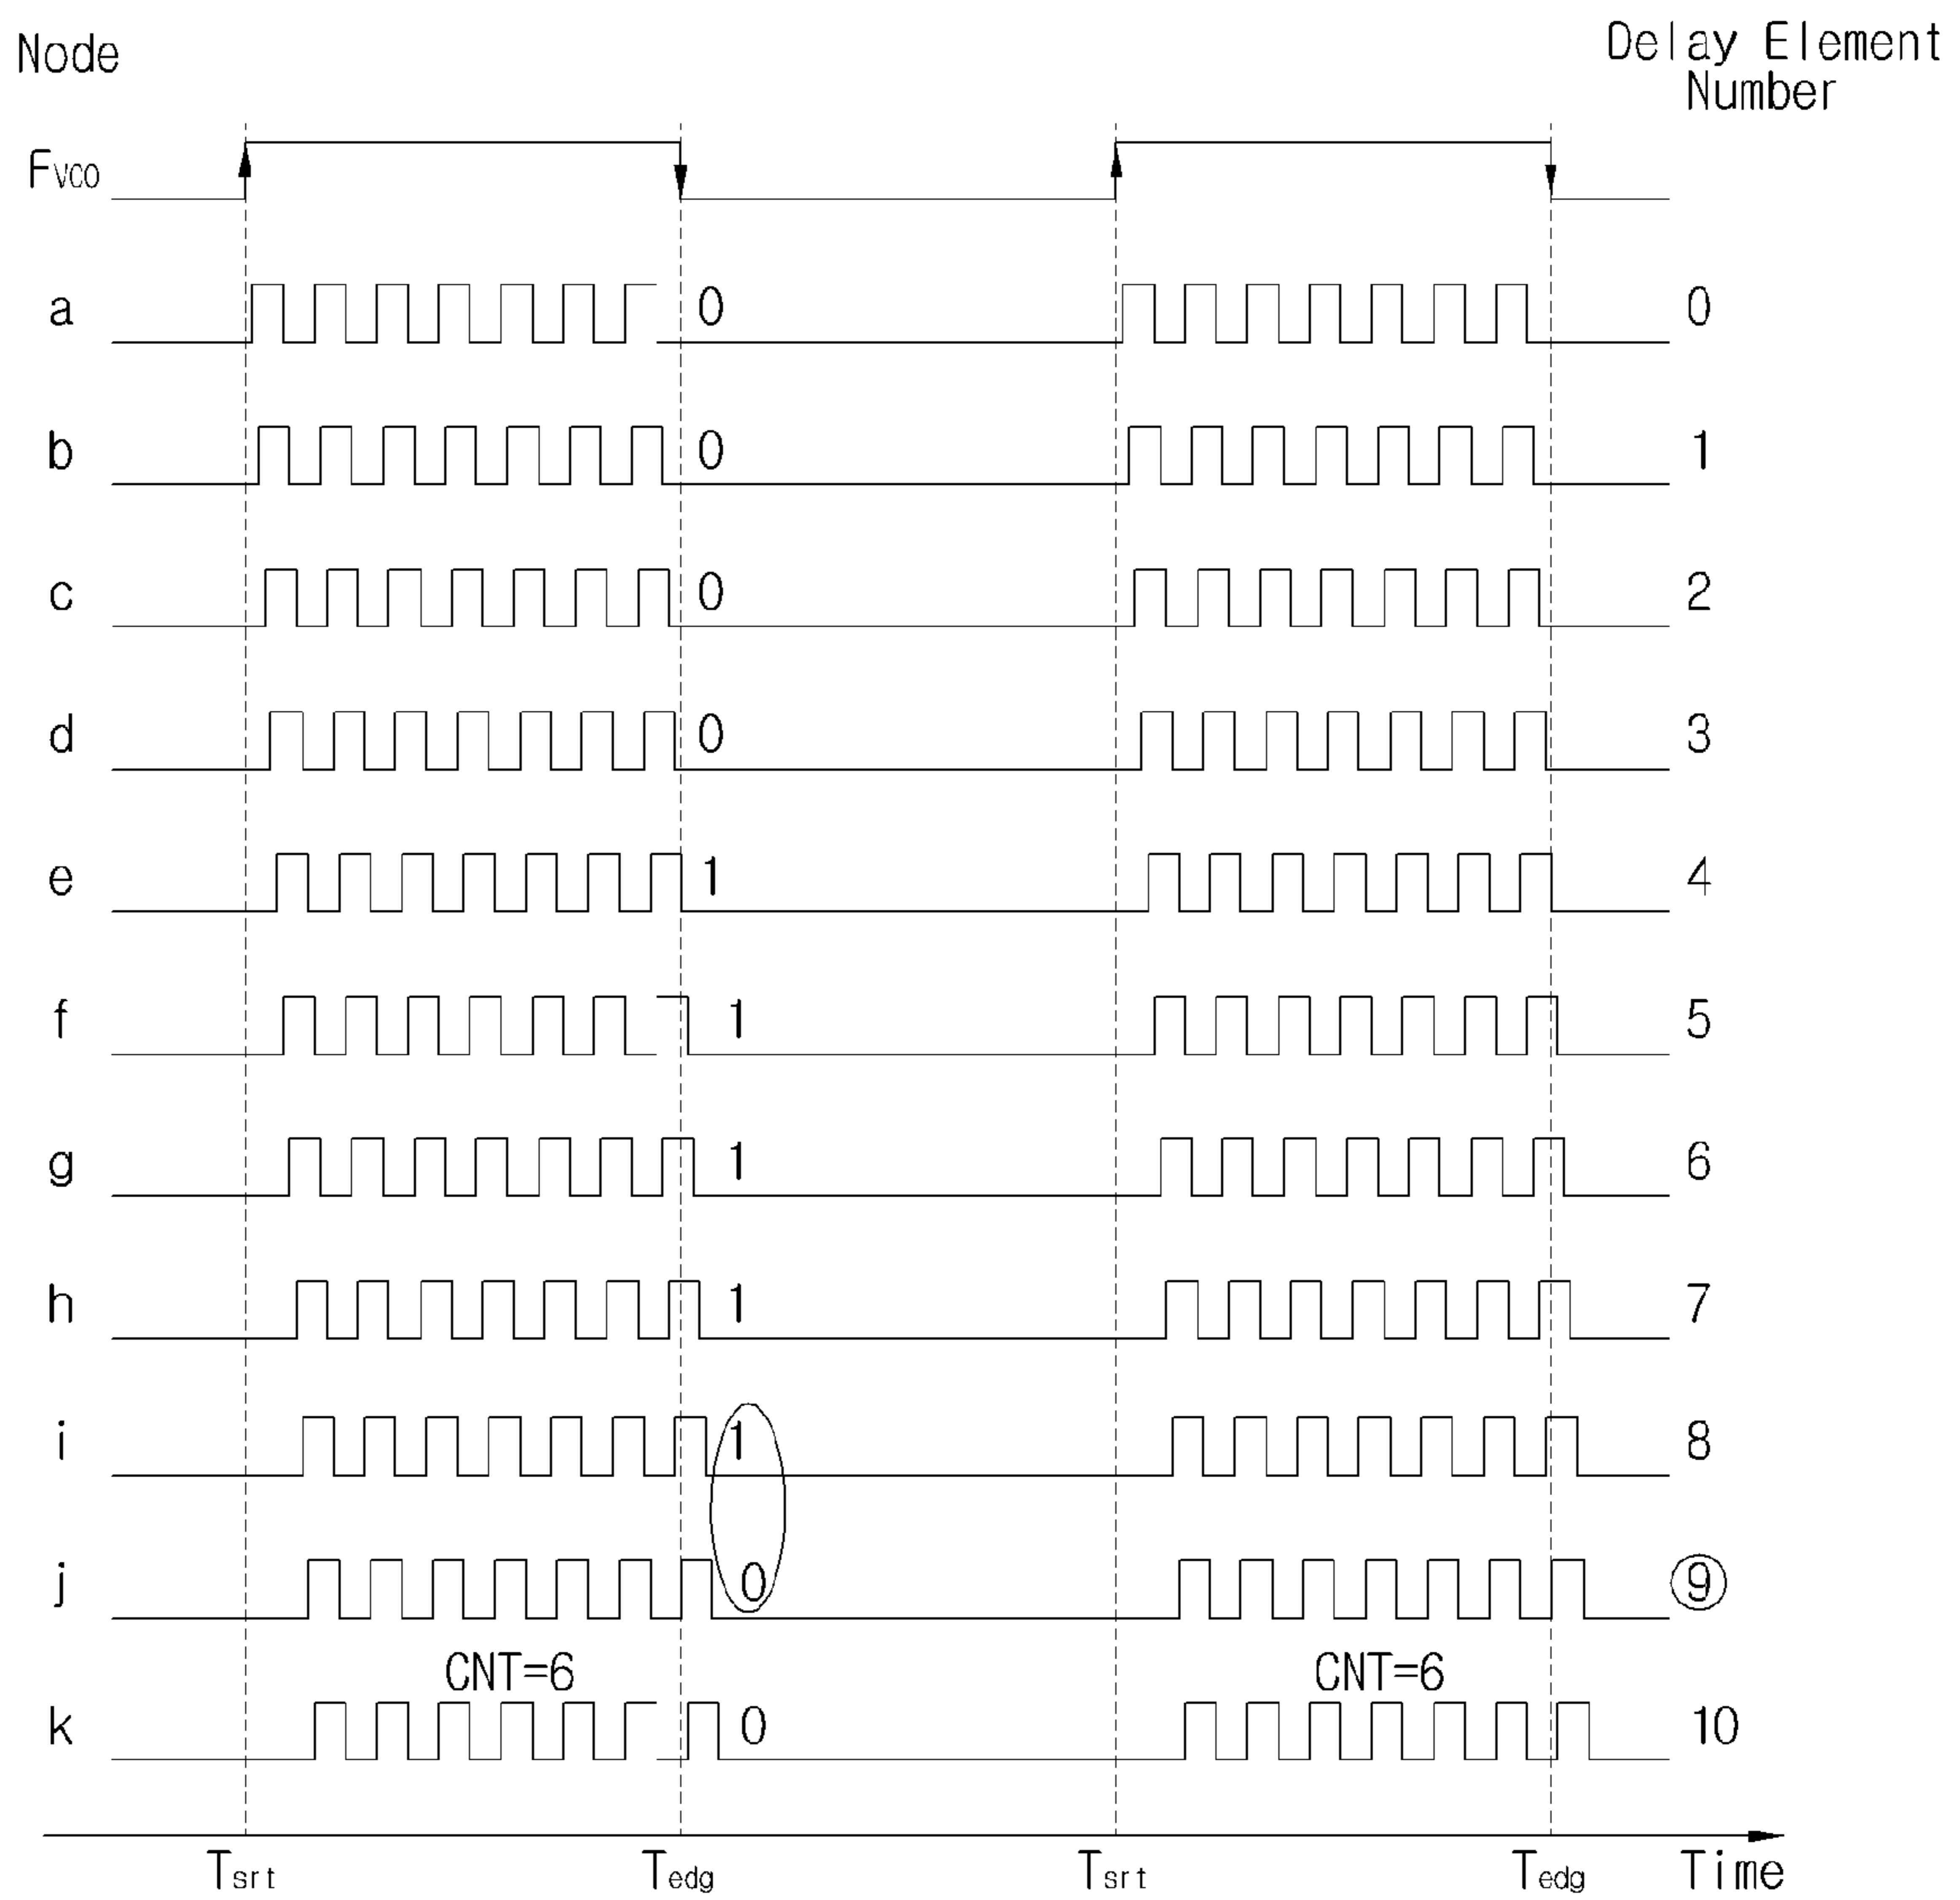 Node
Delay Element
Number
FVCO
a 0 0
b 0 1
c 0 2
d 0 3
e 1 4
f 1 5
g 1 6
h 1 7
i 1 8
j 0 9
CNT=6 CNT=6
k 0 10
Tsrt Tedg Tsrt Tedg Time